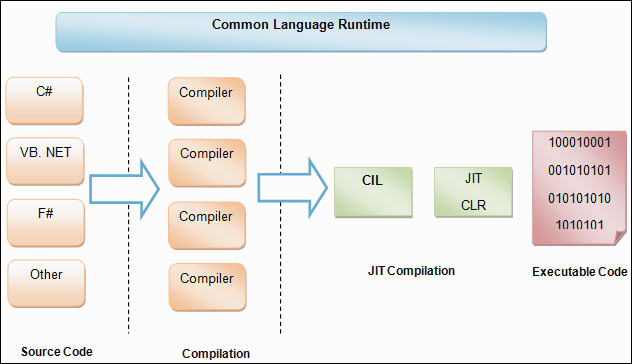 Common Language Runtime
C#
VB. NET
F#
Other
Source Code
Compiler
Compiler
Compiler
Compiler
Compilation
CIL
JIT
CLR
JIT Compilation
100010001
001010101
010101010
1010101
Executable Code